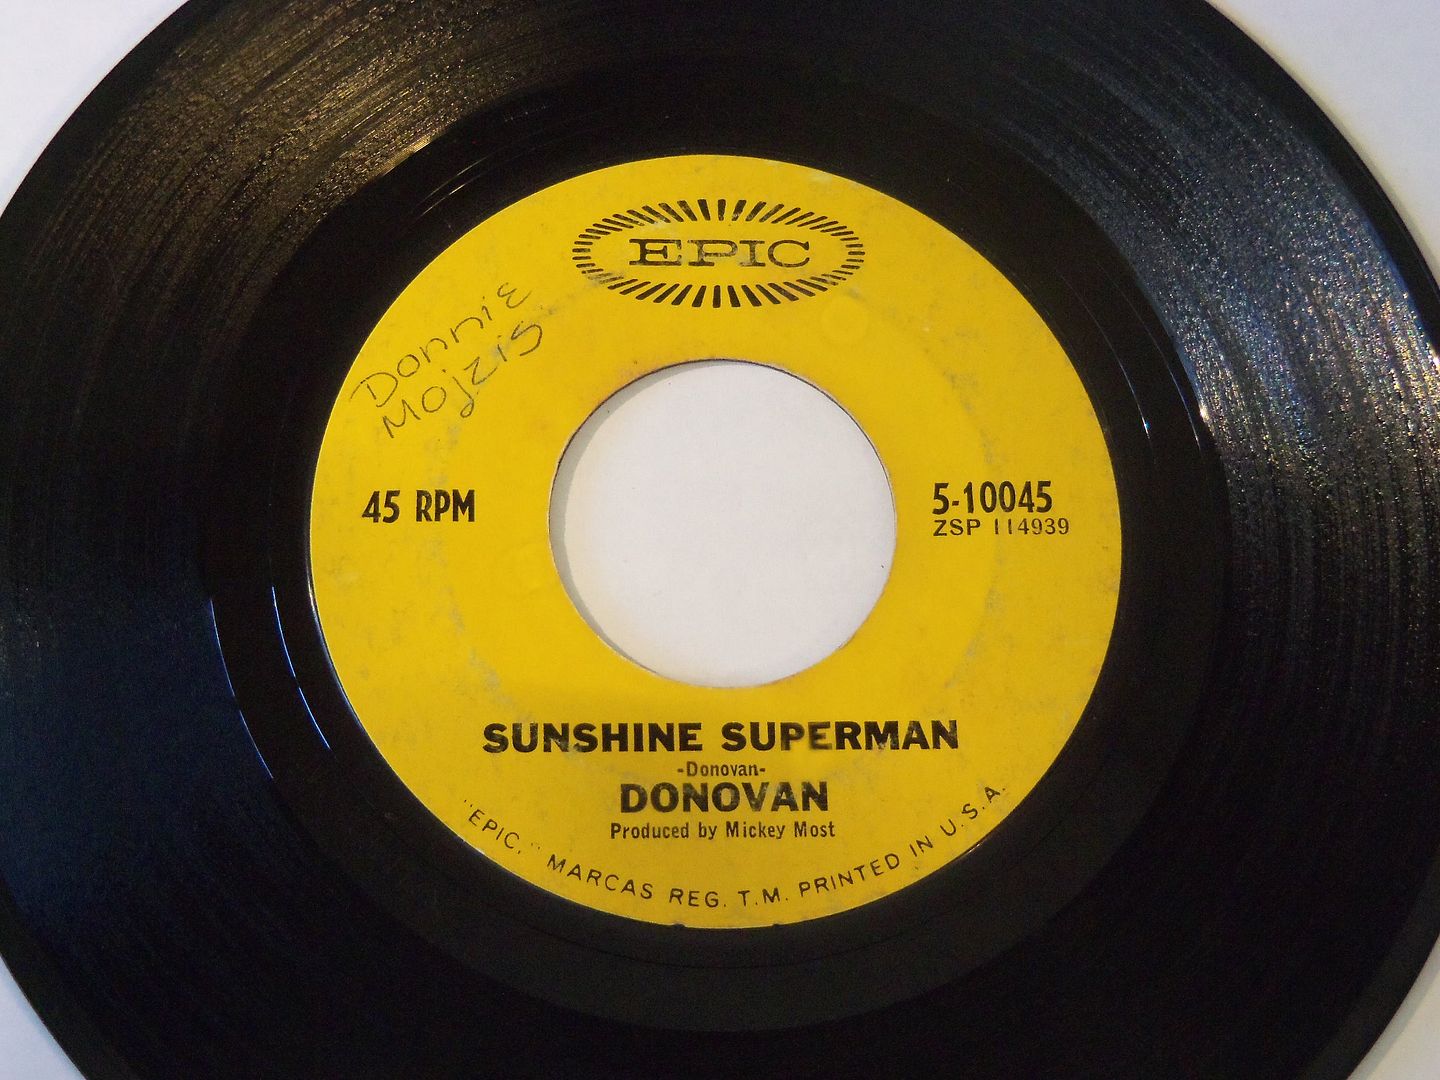 EPIC
Donnie
Mojzis
45 RPM
5-10045
ZSP 114939
SUNSHINE SUPERMAN
-Donovan-
DONOVAN
Produced by Mickey Most
"EPIC," MARCAS REG. T.M. PRINTED IN U.S.A.